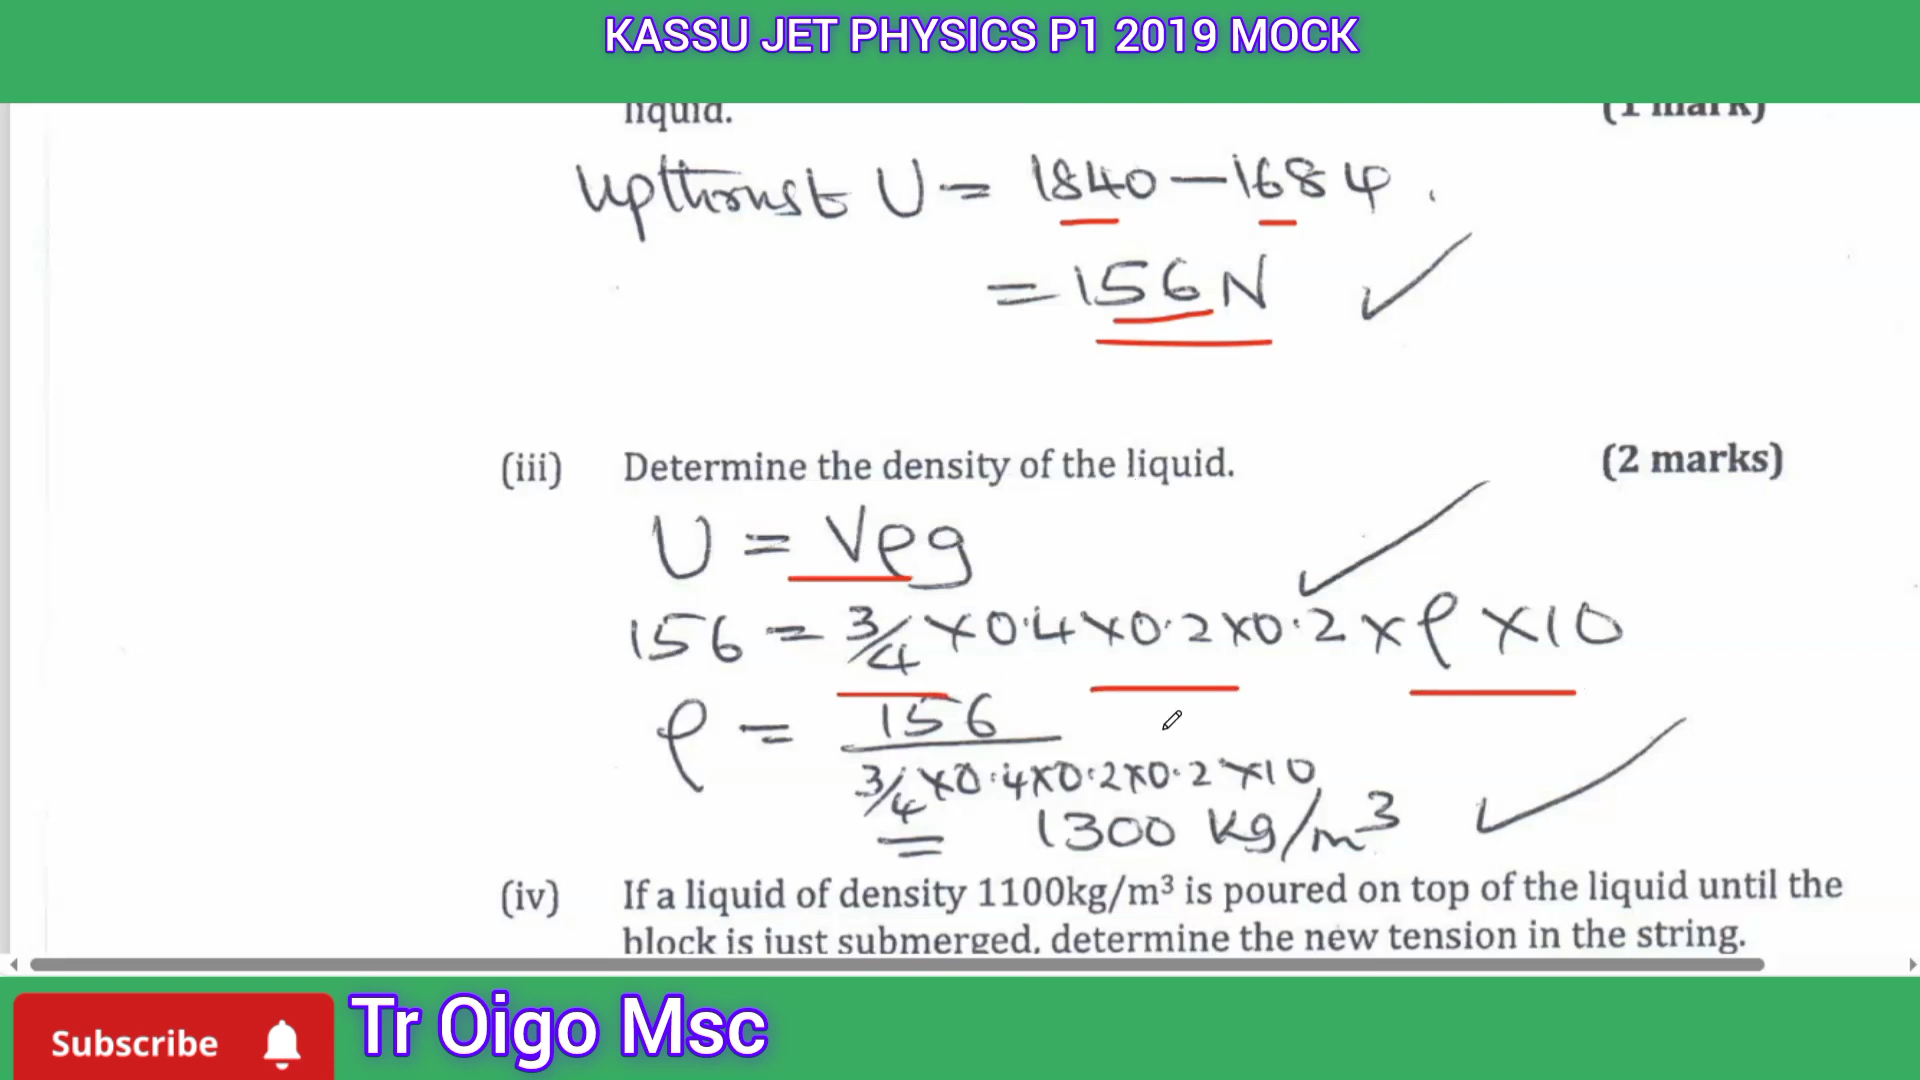 KASSU JET PHYSICS P1 2019 MOCK
liquid. (1 mark)
Upthrust U = 1840 - 1684.
= 156N
(iii) Determine the density of the liquid. (2 marks)
U = Vρg
156 = 3/4 × 0.4 × 0.2 × 0.2 × ρ × 10
ρ = 156
3/4 × 0.4 × 0.2 × 0.2 × 10
= 1300 kg/m³
(iv) If a liquid of density 1100kg/m³ is poured on top of the liquid until the
block is just submerged, determine the new tension in the string.
Subscribe Tr Oigo Msc